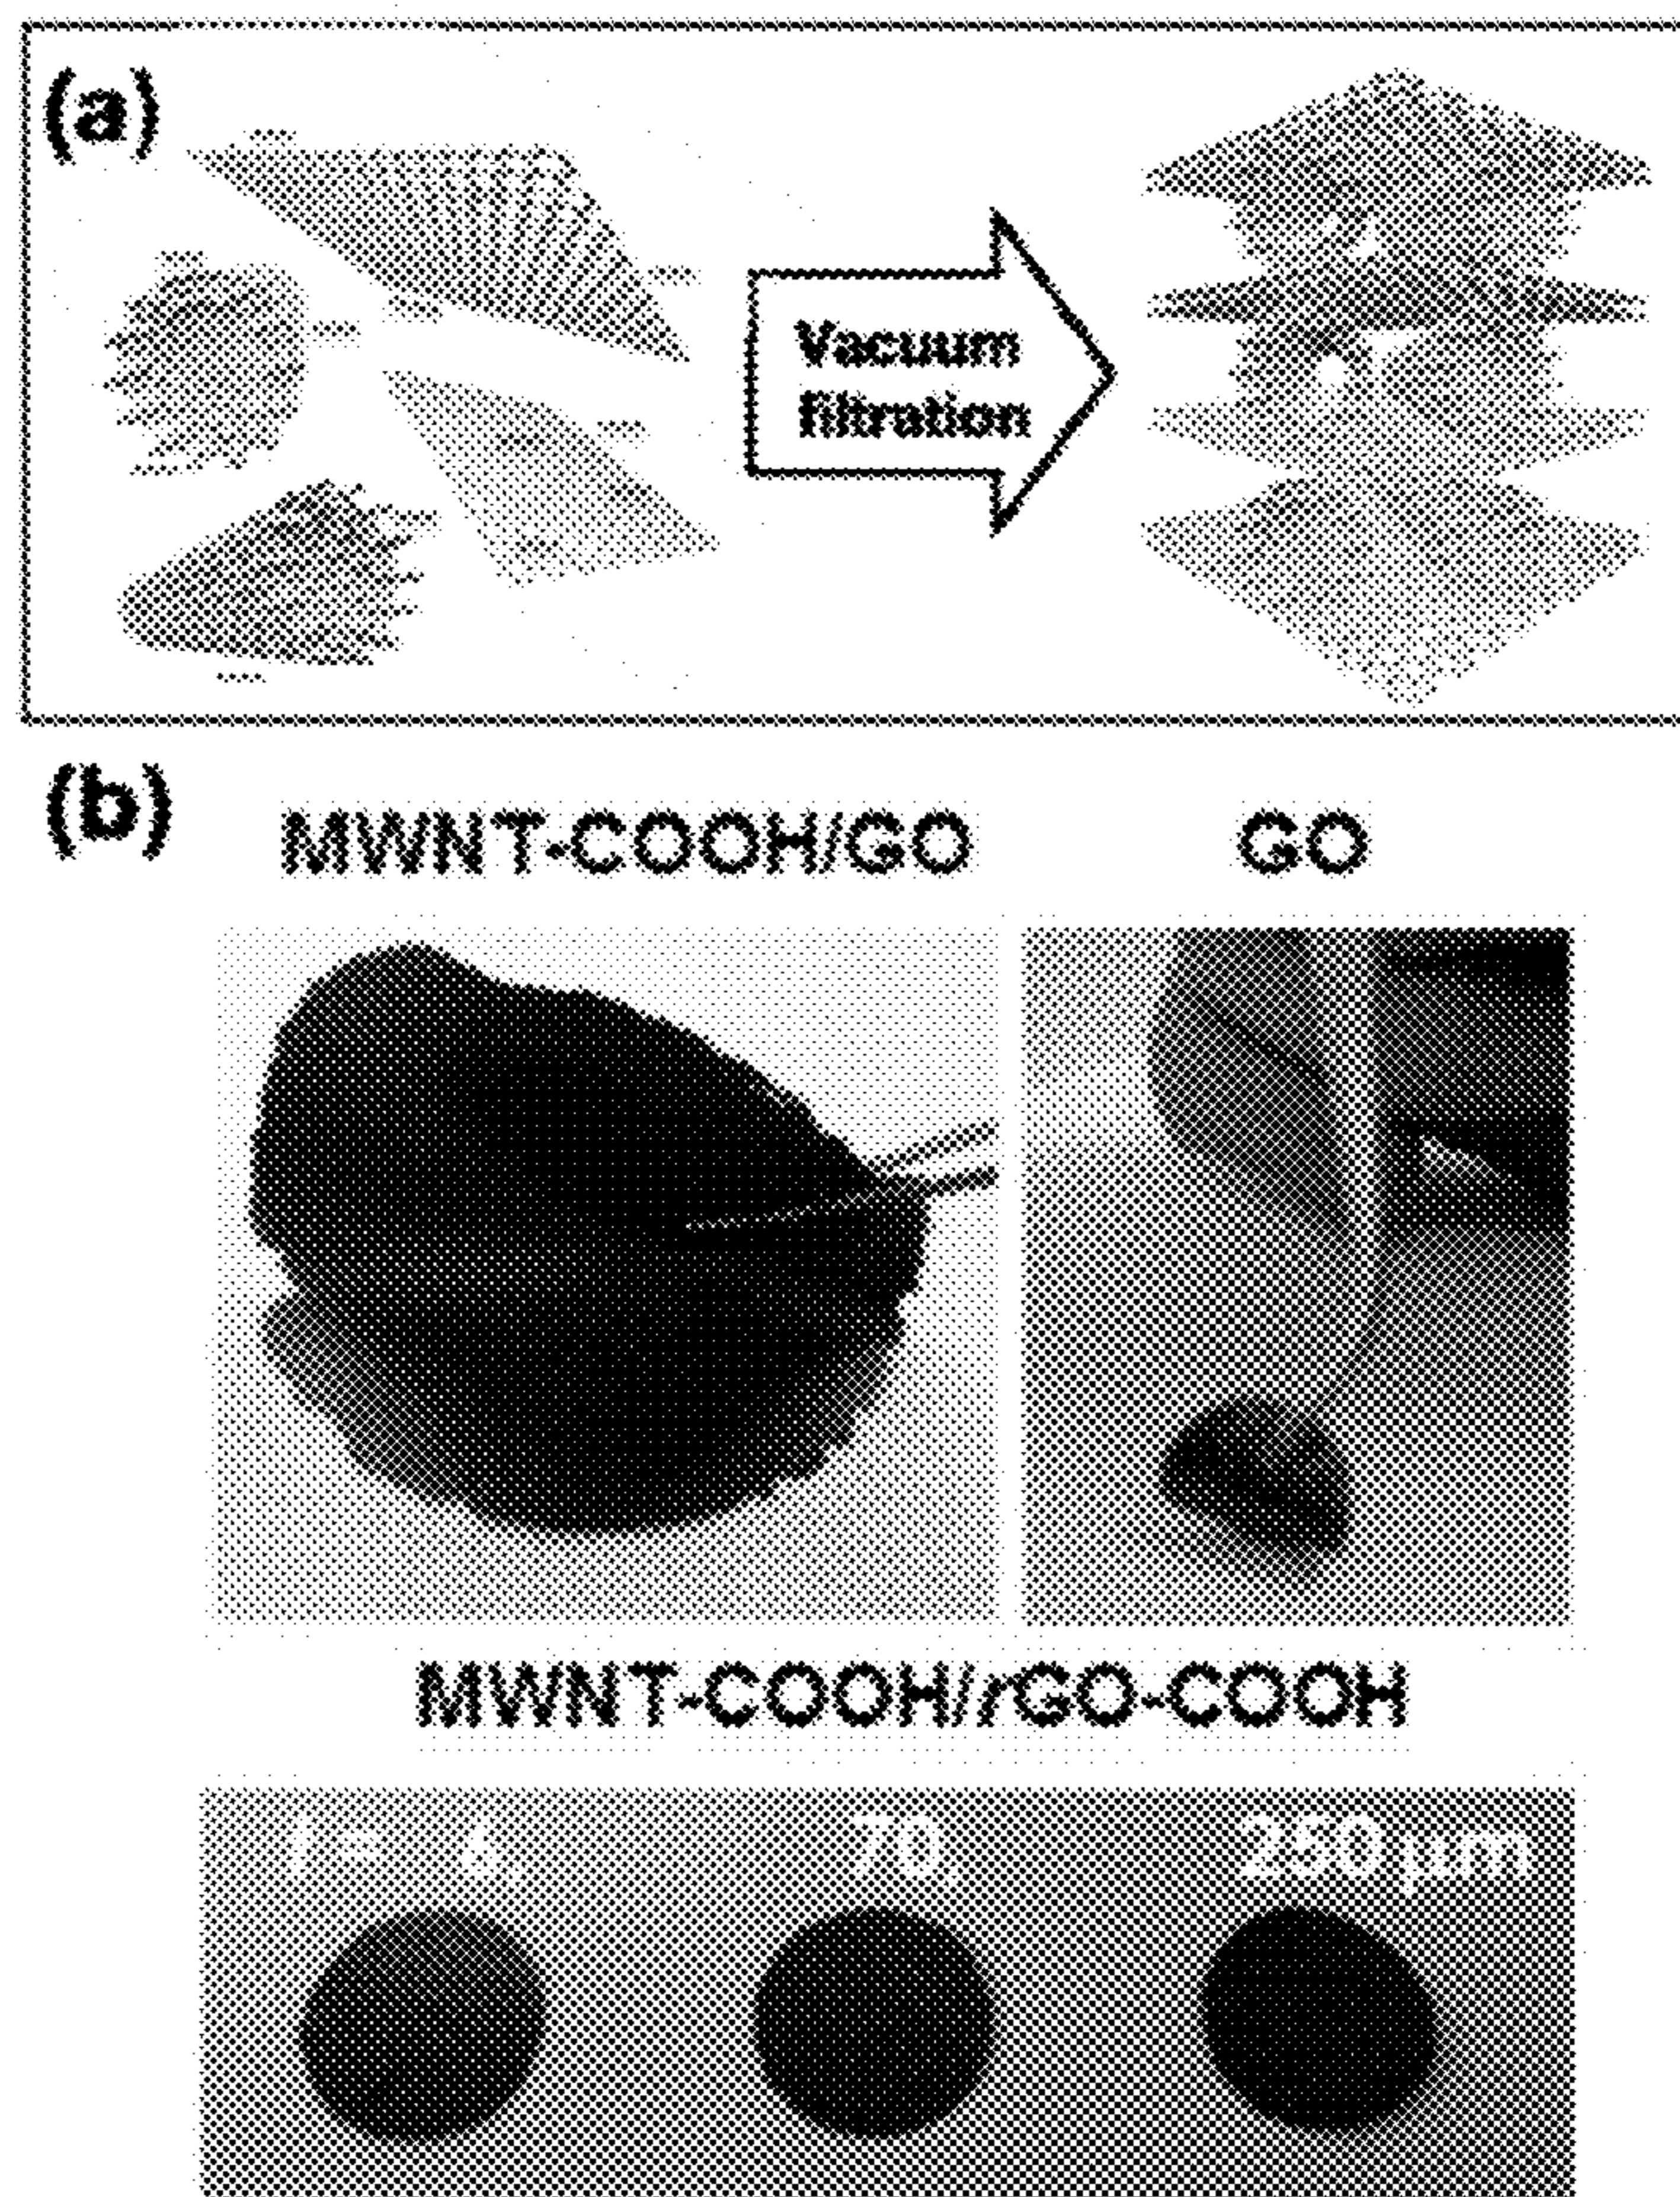 (a)
Vacuum
filtration
(b)
MWNT-COOH/GO
GO
MWNT-COOH/rGO-COOH
70,
250 μm